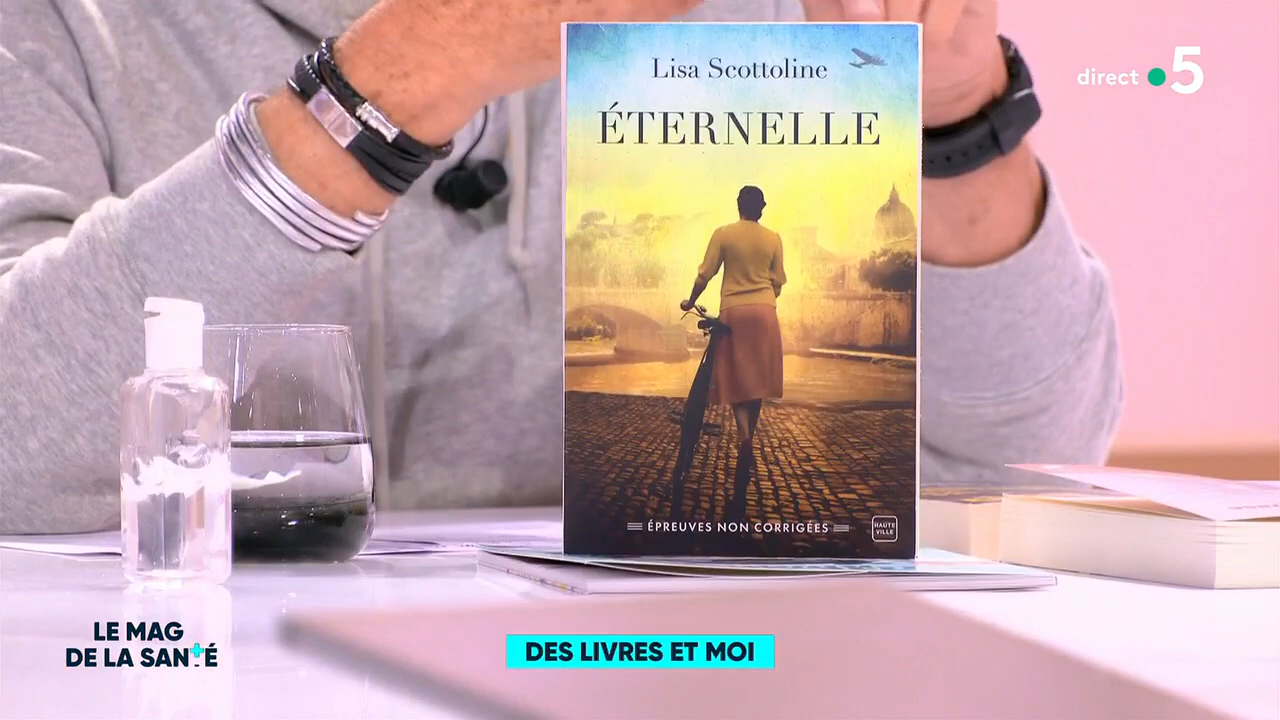 Lisa Scottoline
ÉTERNELLE
ÉPREUVES NON CORRIGÉES
HAUTE
VILLE
direct 5
LE MAG
DE LA SANTÉ
DES LIVRES ET MOI